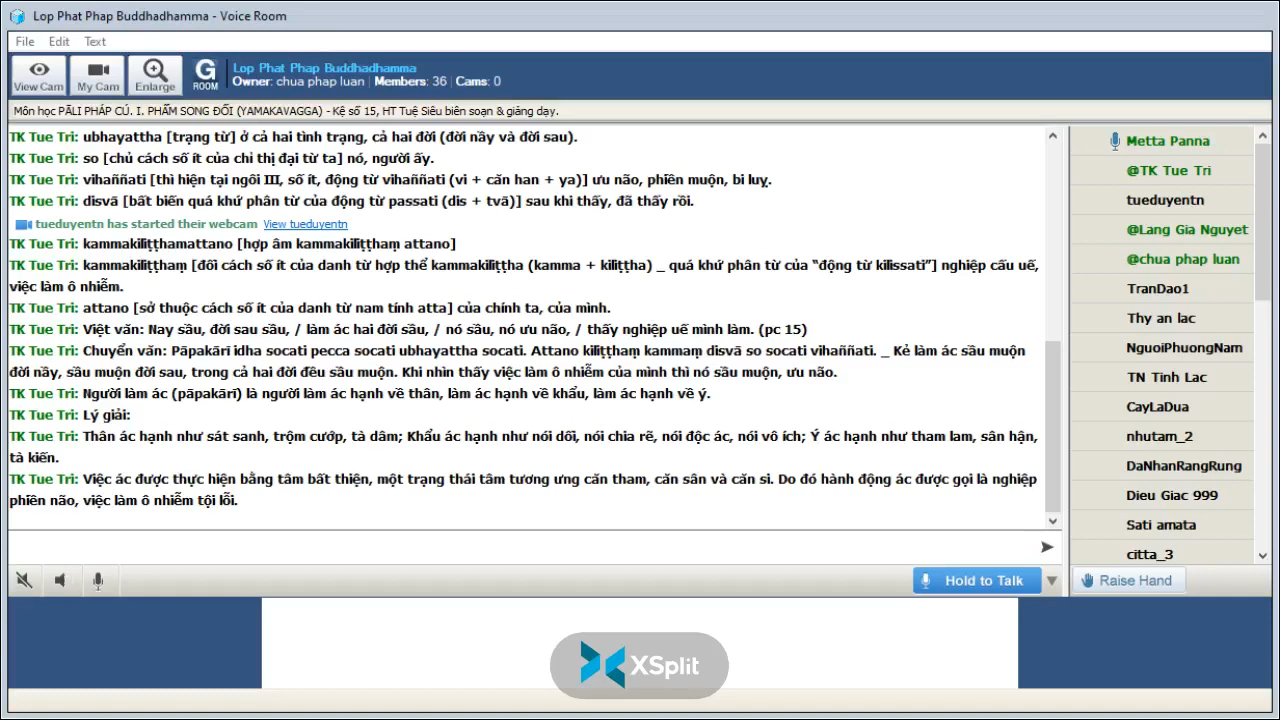 Lop Phat Phap Buddhadhamma - Voice Room
File Edit Text
View Cam My Cam Enlarge G ROOM
Lop Phat Phap Buddhadhamma
Owner: chua phap luan | Members: 36 | Cams: 0
Môn học PĀLI PHÁP CÚ. I. PHẨM SONG ĐỐI (YAMAKAVAGGA) - Kệ số 15, HT Tuệ Siêu biên soạn & giảng dạy.
TK Tue Tri: ubhayattha [trạng từ] ở cả hai tình trạng, cả hai đời (đời nầy và đời sau).
TK Tue Tri: so [chủ cách số ít của chỉ thị đại từ ta] nó, người ấy.
TK Tue Tri: vihaññati [thì hiện tại ngôi III, số ít, động từ vihaññati (vi + căn han + ya)] ưu não, phiền muộn, bi luỵ.
TK Tue Tri: disvā [bất biến quá khứ phân từ của động từ passati (dis + tvā)] sau khi thấy, đã thấy rồi.
tueduyentn has started their webcam View tueduyentn
TK Tue Tri: kammakiliṭṭhamattano [hợp âm kammakiliṭṭhaṃ attano]
TK Tue Tri: kammakiliṭṭhaṃ [đối cách số ít của danh từ hợp thể kammakiliṭṭha (kamma + kiliṭṭha) _ quá khứ phân từ của “động từ kilissati”] nghiệp cấu uế,
việc làm ô nhiễm.
TK Tue Tri: attano [sở thuộc cách số ít của danh từ nam tính atta] của chính ta, của mình.
TK Tue Tri: Việt văn: Nay sầu, đời sau sầu, / làm ác hai đời sầu, / nó sầu, nó ưu não, / thấy nghiệp uế mình làm. (pc 15)
TK Tue Tri: Chuyển văn: Pāpakārī idha socati pecca socati ubhayattha socati. Attano kiliṭṭhaṃ kammaṃ disvā so socati vihaññati. _ Kẻ làm ác sầu muộn
đời nầy, sầu muộn đời sau, trong cả hai đời đều sầu muộn. Khi nhìn thấy việc làm ô nhiễm của mình thì nó sầu muộn, ưu não.
TK Tue Tri: Người làm ác (pāpakārī) là người làm ác hạnh về thân, làm ác hạnh về khẩu, làm ác hạnh về ý.
TK Tue Tri: Lý giải:
TK Tue Tri: Thân ác hạnh như sát sanh, trộm cướp, tà dâm; Khẩu ác hạnh như nói dối, nói chia rẽ, nói độc ác, nói vô ích; Ý ác hạnh như tham lam, sân hận,
tà kiến.
TK Tue Tri: Việc ác được thực hiện bằng tâm bất thiện, một trạng thái tâm tương ưng căn tham, căn sân và căn si. Do đó hành động ác được gọi là nghiệp
phiền não, việc làm ô nhiễm tội lỗi.
Metta Panna
@TK Tue Tri
tueduyentn
@Lang Gia Nguyet
@chua phap luan
TranDao1
Thy an lac
NguoiPhuongNam
TN Tinh Lac
CayLaDua
nhutam_2
DaNhanRangRung
Dieu Giac 999
Sati amata
citta_3
Hold to Talk
Raise Hand
XSplit